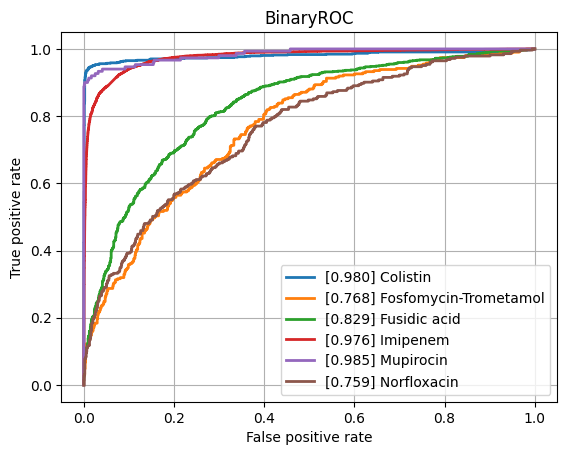 BinaryROC
True positive rate
1.0
0.8
0.6
0.4
0.2
0.0
[0.980] Colistin
[0.768] Fosfomycin-Trometamol
[0.829] Fusidic acid
[0.976] Imipenem
[0.985] Mupirocin
[0.759] Norfloxacin
0.0 0.2 0.4 0.6 0.8 1.0
False positive rate